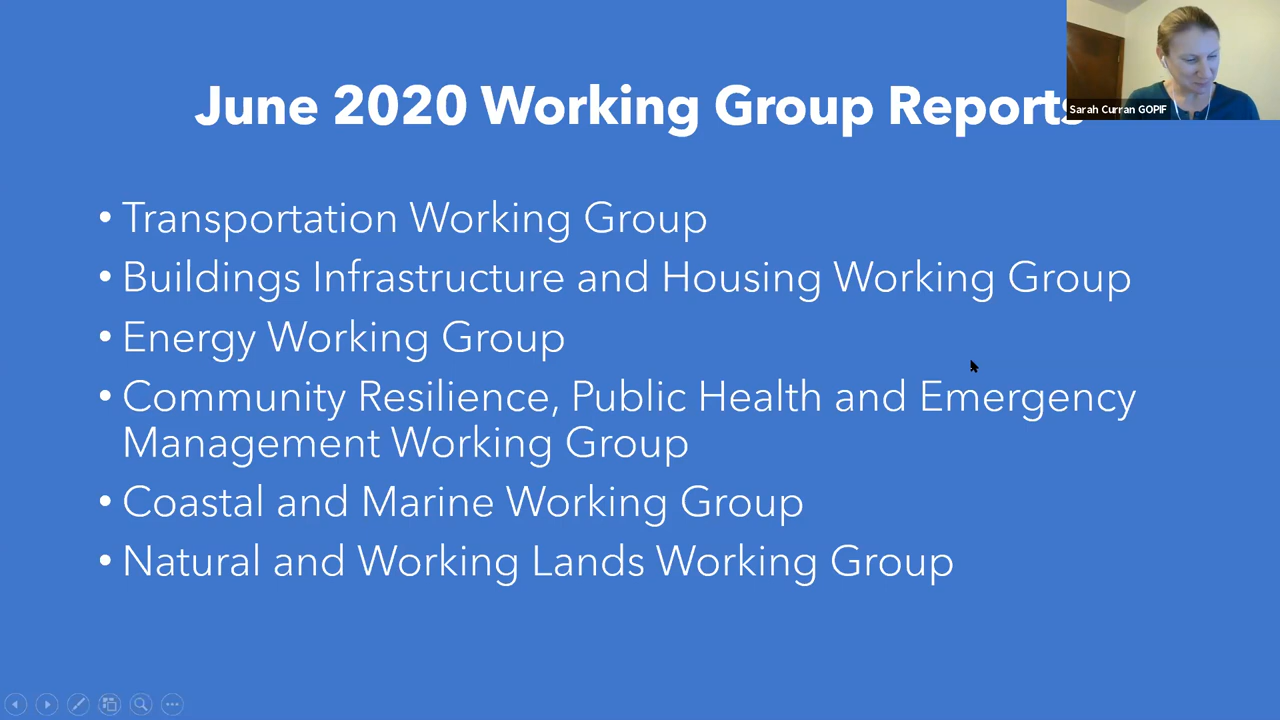 June 2020 Working Group Reports
Sarah Curran GOPIF
• Transportation Working Group
• Buildings Infrastructure and Housing Working Group
• Energy Working Group
• Community Resilience, Public Health and Emergency
Management Working Group
• Coastal and Marine Working Group
• Natural and Working Lands Working Group